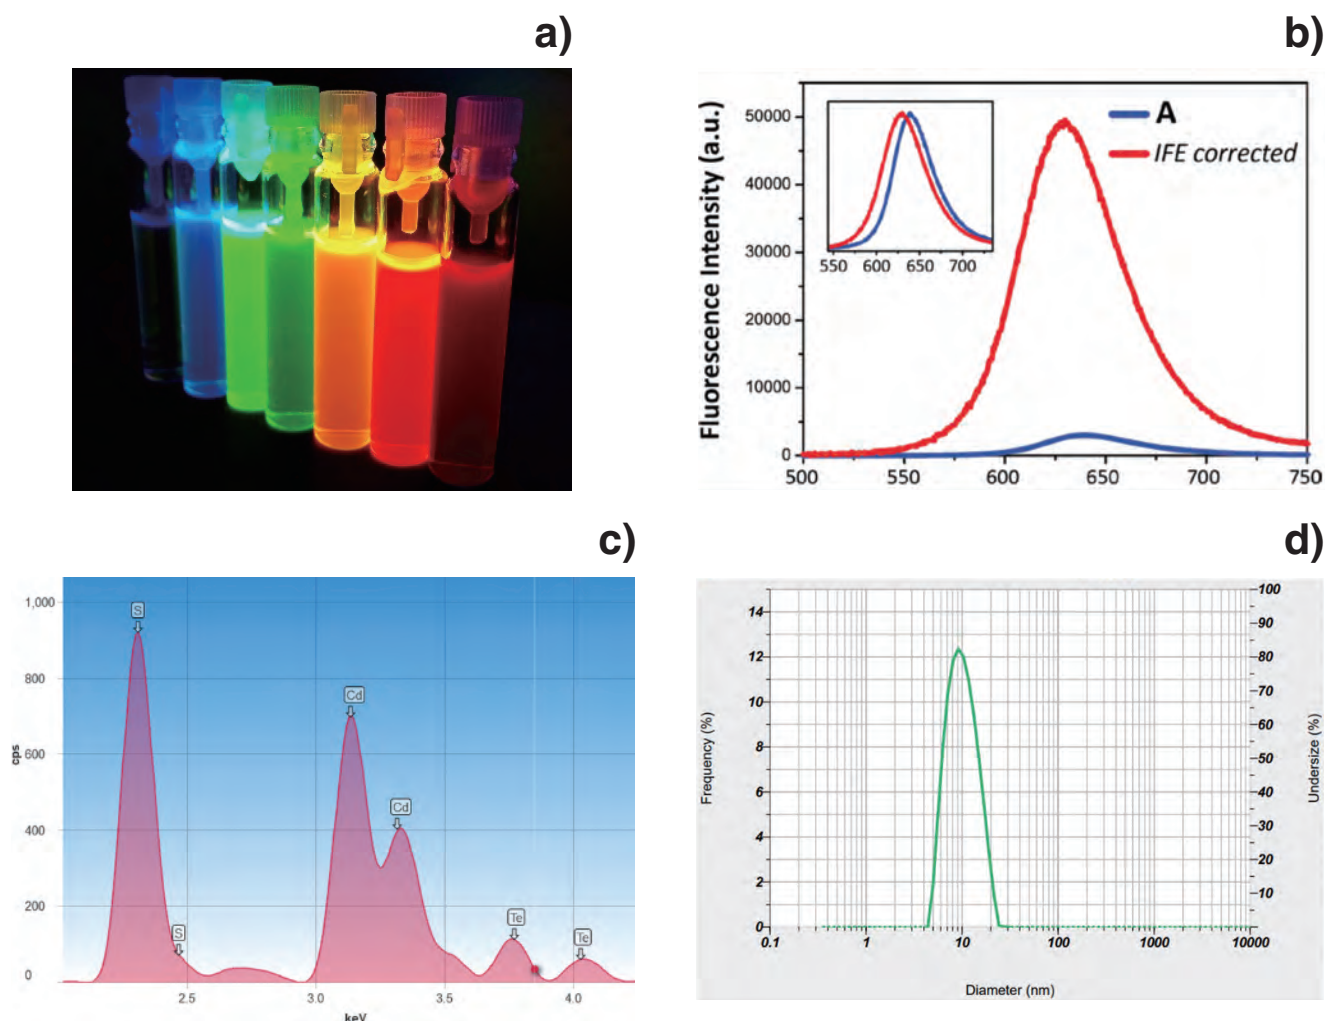 a)
b)
Fluorescence Intensity (a.u.)
50000
40000
30000
20000
10000
0
500
550
600
650
700
750
A
IFE corrected
550
600
650
700
c)
cps
1,000
800
600
400
200
0
S
S
Cd
Cd
Te
Te
2.5
3.0
3.5
4.0
keV
d)
Frequency (%)
14
12
10
8
6
4
2
0
100
90
80
70
60
50
40
30
20
10
Undersize (%)
0.1
1
10
100
1000
10000
Diameter (nm)